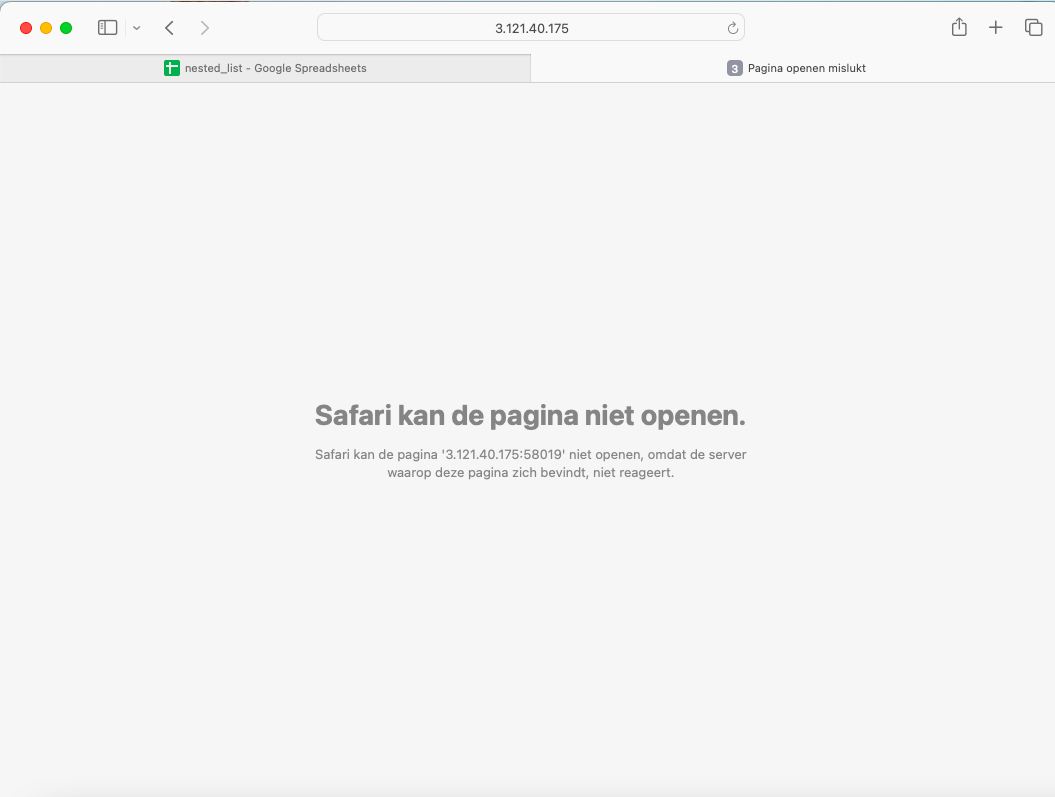 3.121.40.175
nested_list - Google Spreadsheets
3 Pagina openen mislukt
Safari kan de pagina niet openen.
Safari kan de pagina '3.121.40.175:58019' niet openen, omdat de server
waarop deze pagina zich bevindt, niet reageert.